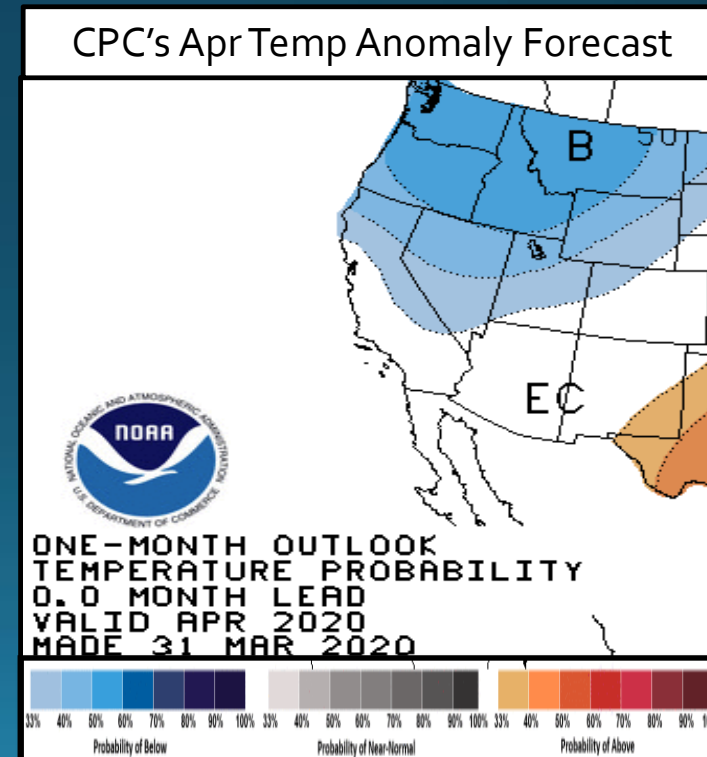 CPC's Apr Temp Anomaly Forecast
B
EC
NATIONAL OCEANIC AND ATMOSPHERIC ADMINISTRATION
NOAA
U.S. DEPARTMENT OF COMMERCE
ONE-MONTH OUTLOOK
TEMPERATURE PROBABILITY
0.0 MONTH LEAD
VALID APR 2020
MADE 31 MAR 2020
33% 40% 50% 60% 70% 80% 90% 100% 33% 40% 50% 60% 70% 80% 90% 100% 33% 40% 50% 60% 70% 80% 90% 10
Probability of Below Probability of Near-Normal Probability of Above